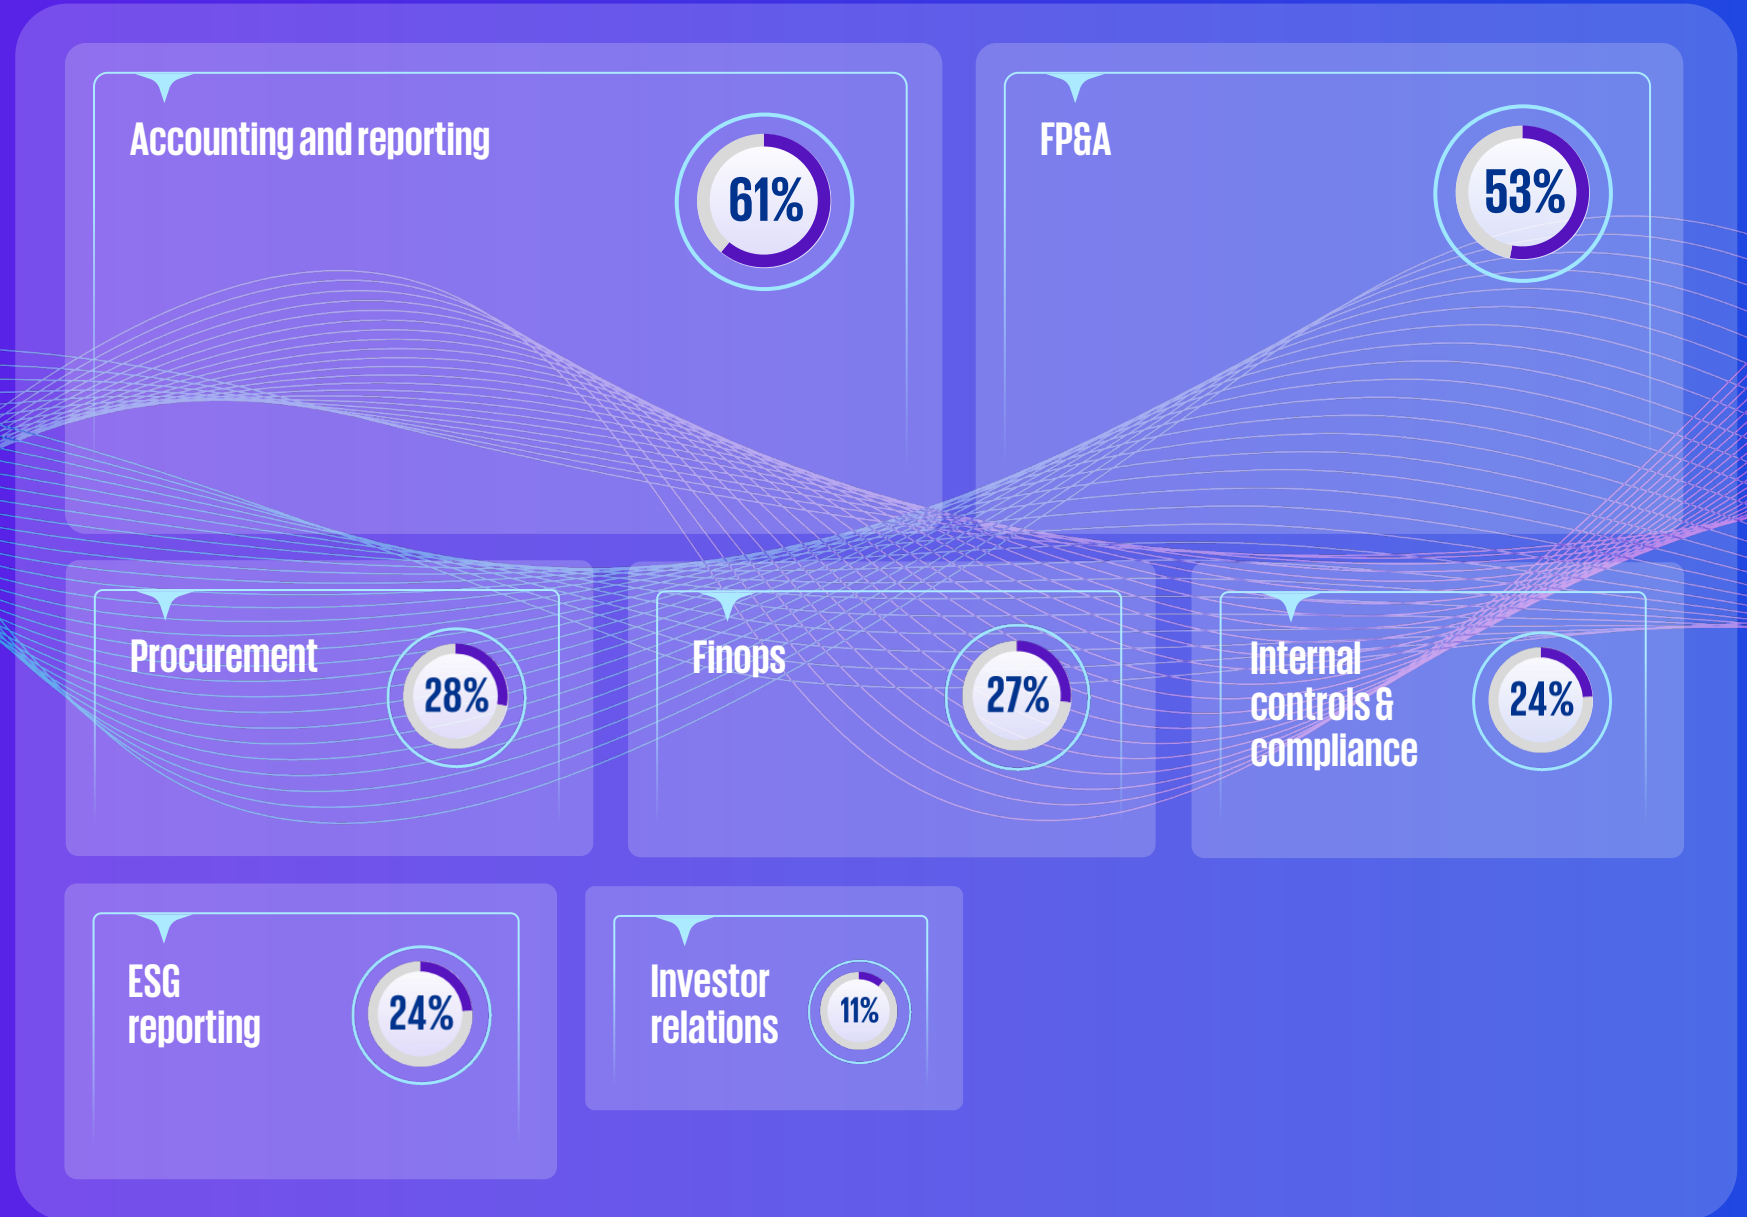 Accounting and reporting
61%
FP&A
53%
Procurement
28%
Finops
27%
Internal
controls &
compliance
24%
ESG
reporting
24%
Investor
relations
11%